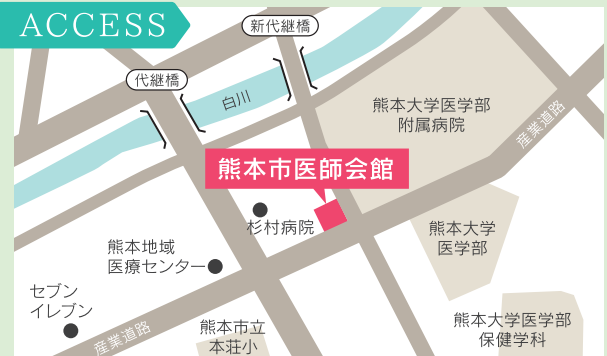 ACCESS
新代継橋
代継橋
白川
熊本大学医学部
附属病院
産業道路
熊本市医師会館
杉村病院
熊本大学
医学部
熊本地域
医療センター
セブン
イレブン
産業道路
熊本市立
本荘小
熊本大学医学部
保健学科